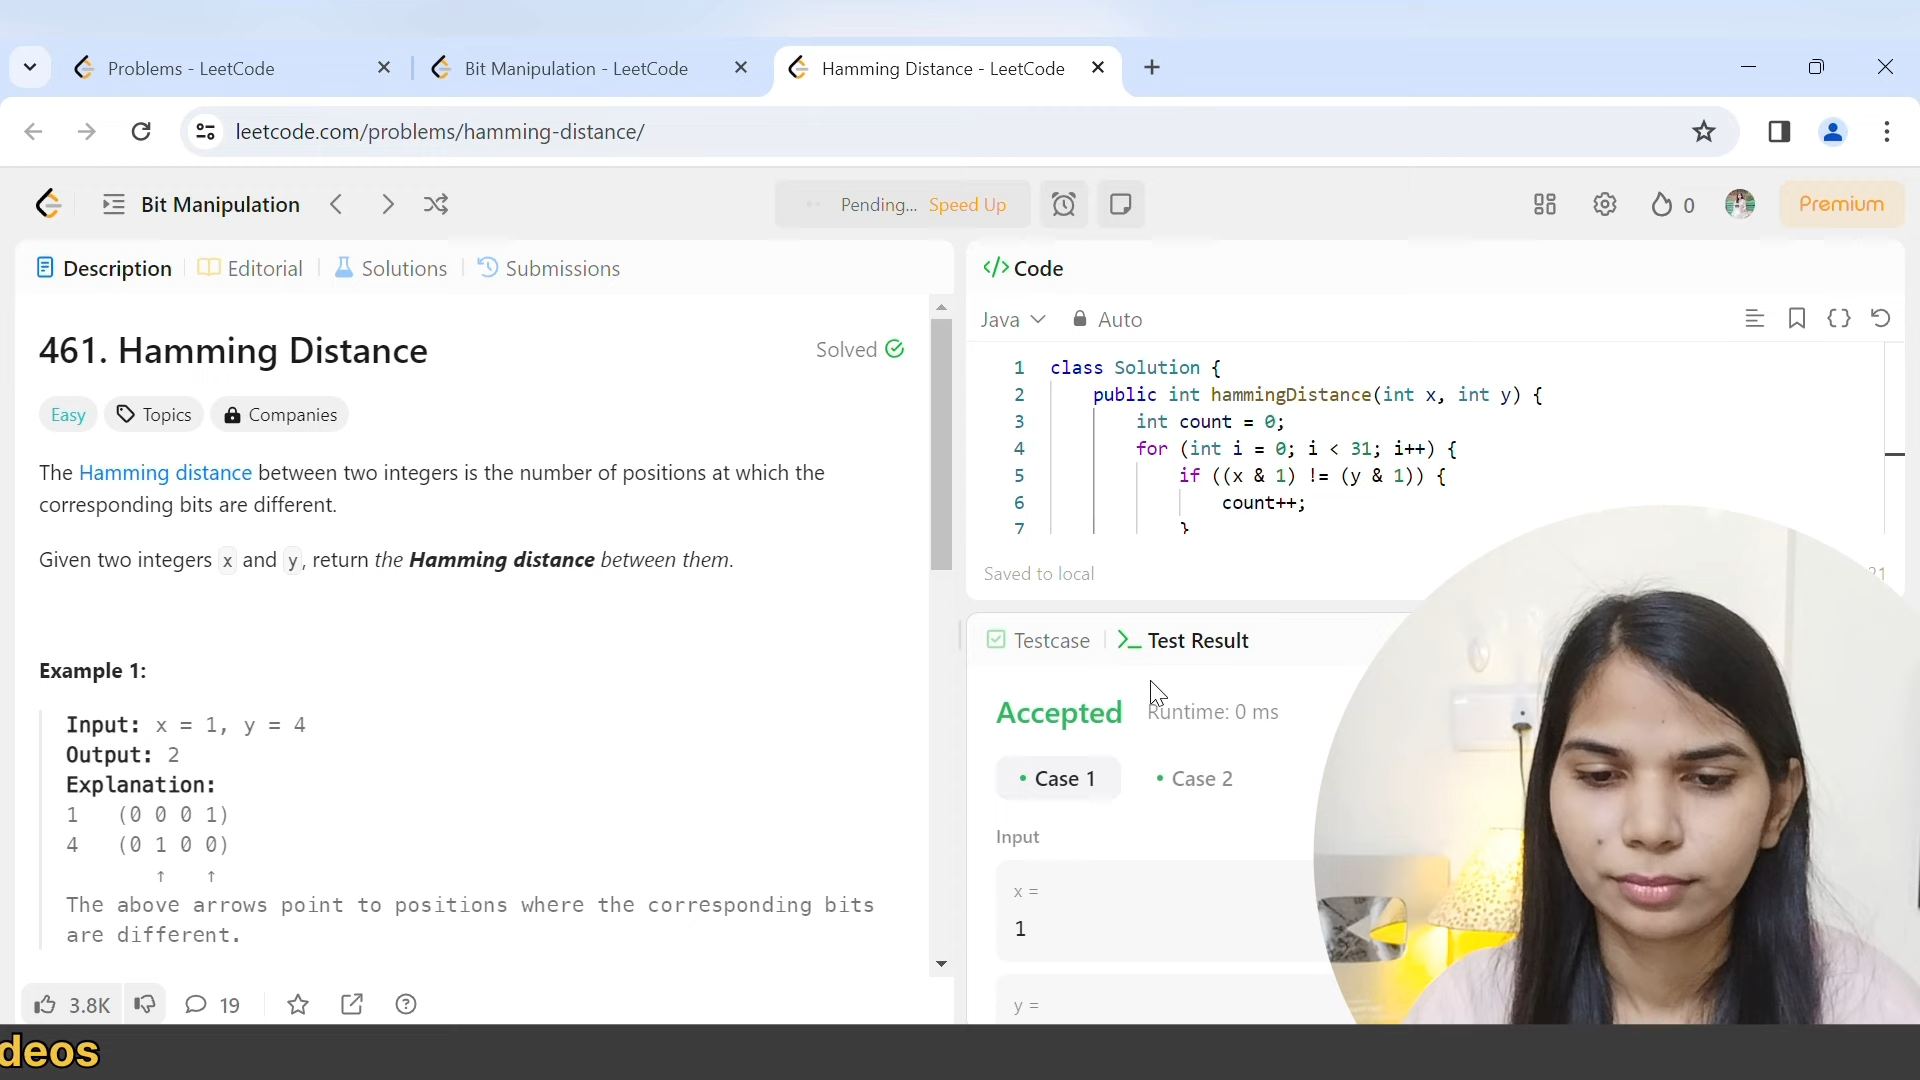 Problems - LeetCode
Bit Manipulation - LeetCode
Hamming Distance - LeetCode
leetcode.com/problems/hamming-distance/
Bit Manipulation
Pending... Speed Up
0
Premium
Description
Editorial
Solutions
Submissions
461. Hamming Distance
Solved
Easy
Topics
Companies
The Hamming distance between two integers is the number of positions at which the
corresponding bits are different.
Given two integers x and y, return the Hamming distance between them.
Example 1:
Input: x = 1, y = 4
Output: 2
Explanation:
1 (0 0 0 1)
4 (0 1 0 0)
↑ ↑
The above arrows point to positions where the corresponding bits
are different.
3.8K
19
</> Code
Java
Auto
1 class Solution {
2 public int hammingDistance(int x, int y) {
3 int count = 0;
4 for (int i = 0; i < 31; i++) {
5 if ((x & 1) != (y & 1)) {
6 count++;
7 }
Saved to local
Testcase
>_ Test Result
Accepted Runtime: 0 ms
• Case 1
• Case 2
Input
x =
1
y =
deos